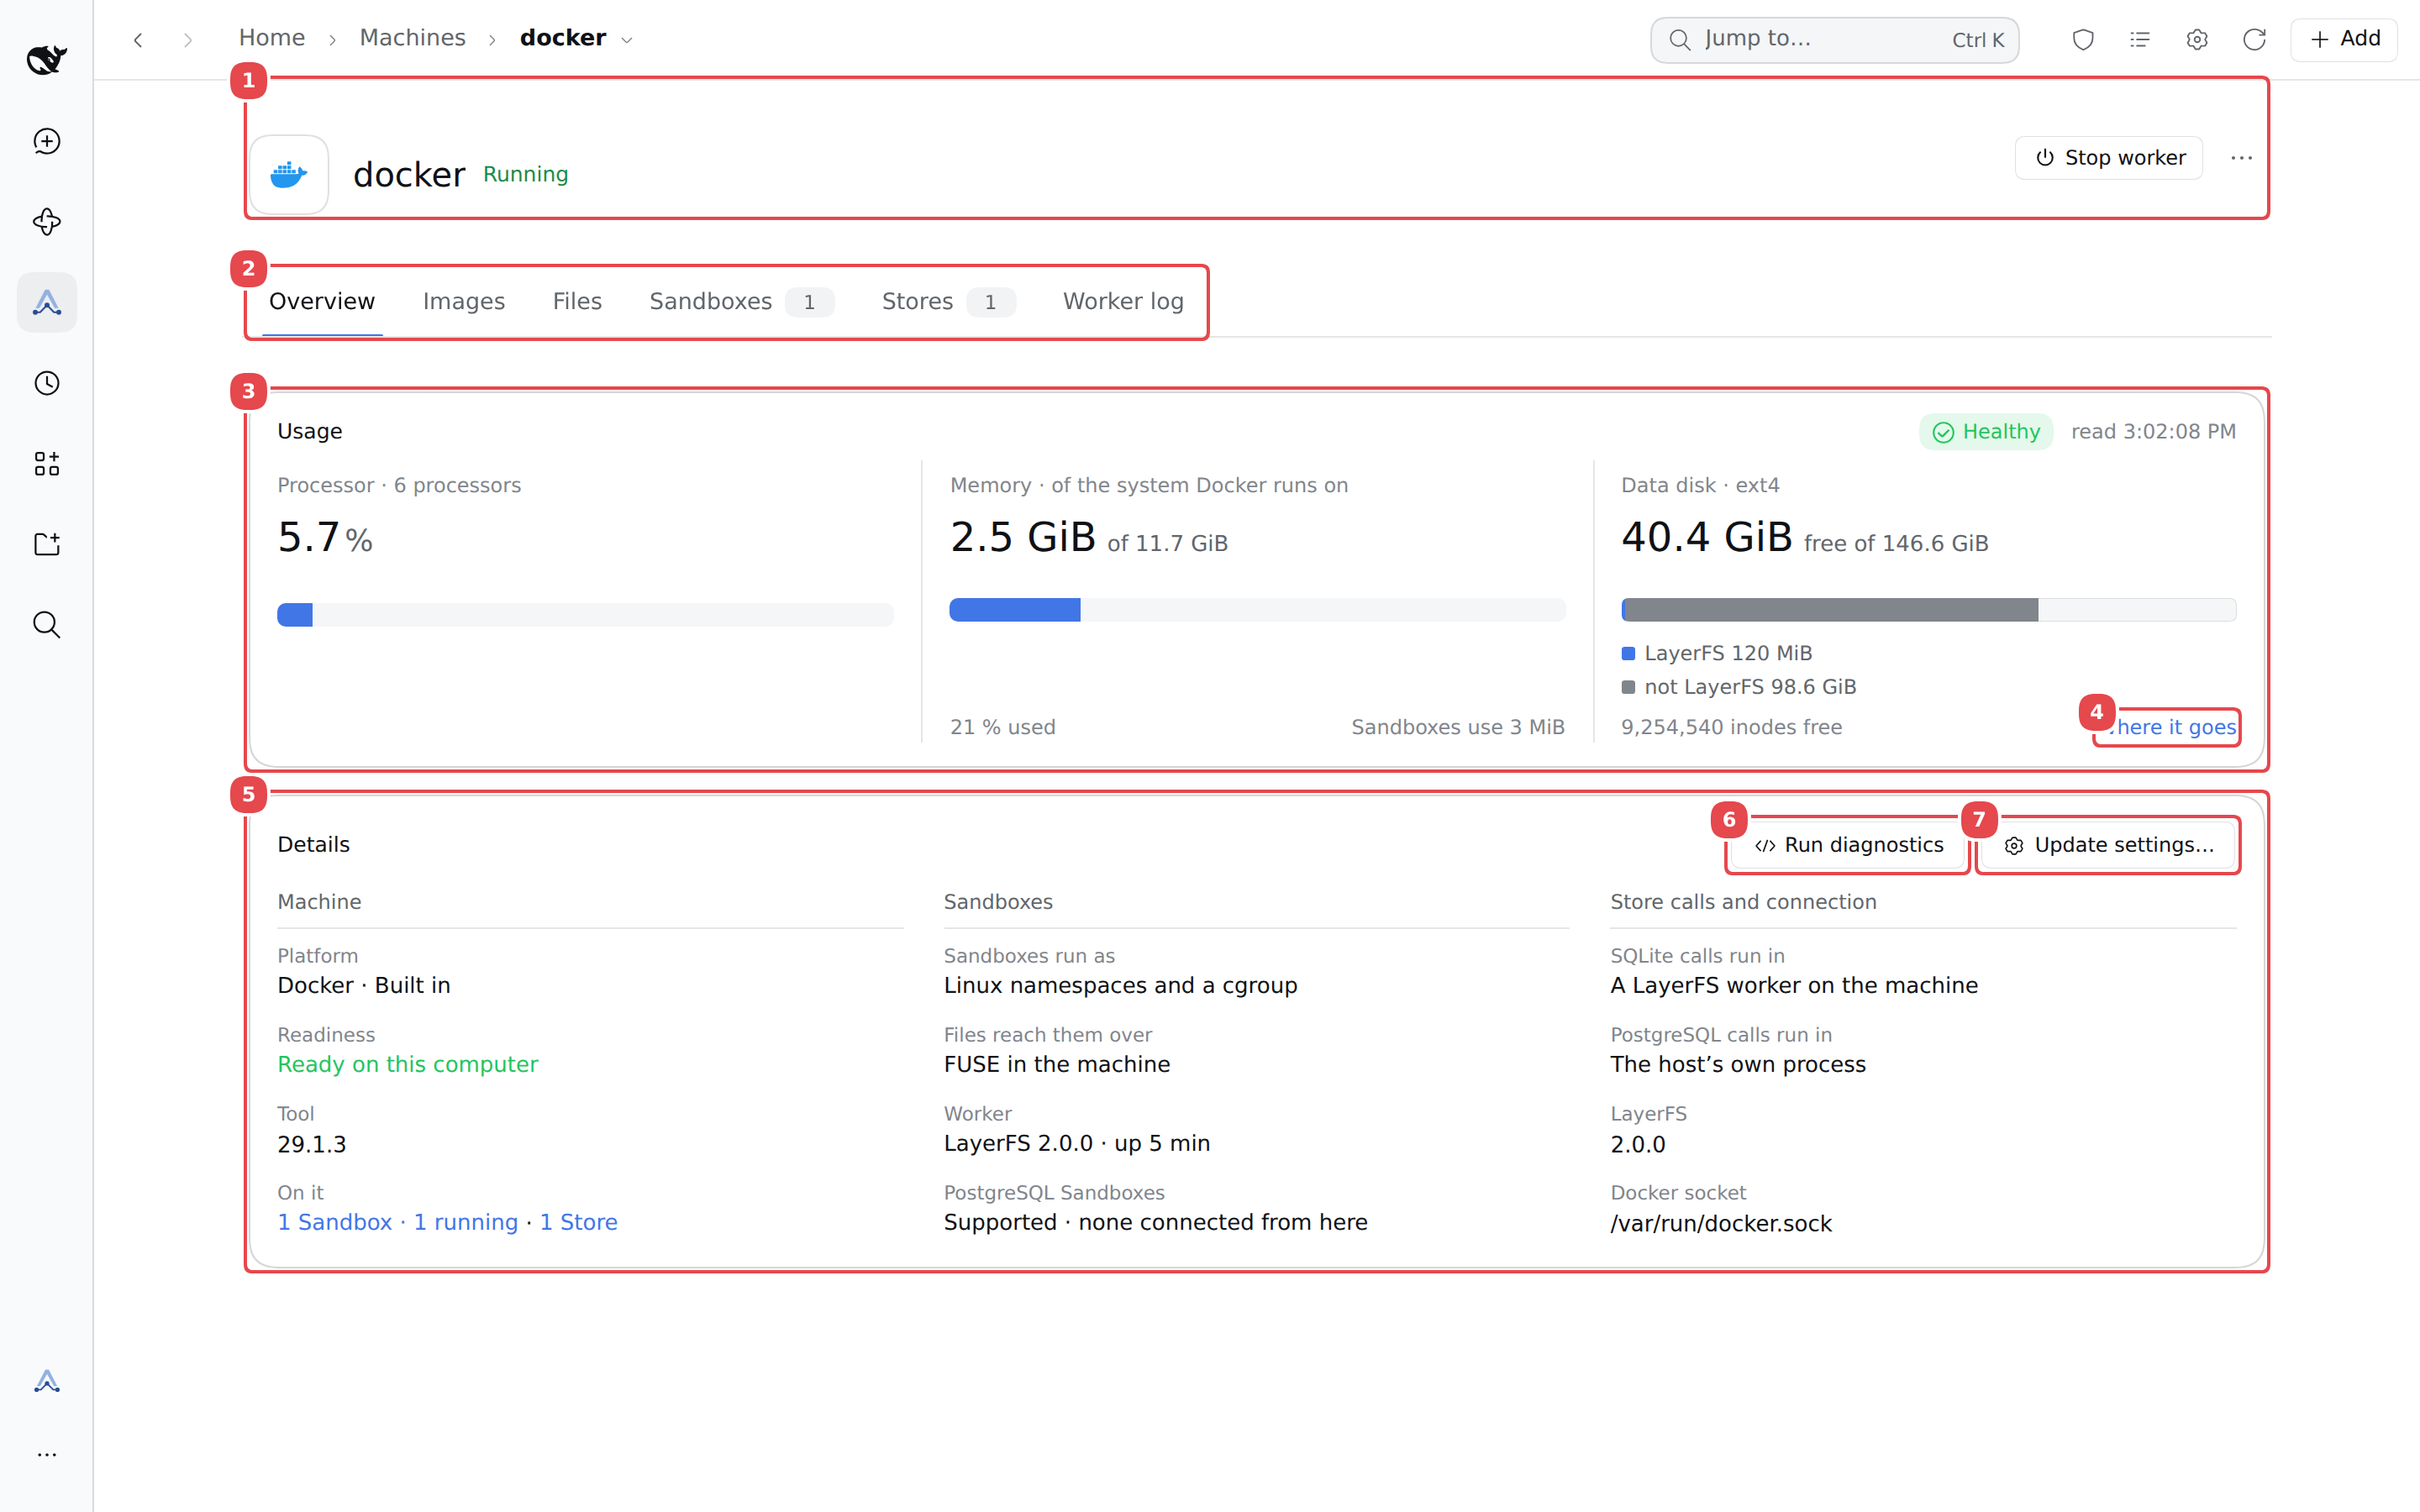 Home › Machines › docker
Jump to... Ctrl K
Add
1
docker Running
Stop worker
2
Overview Images Files Sandboxes 1 Stores 1 Worker log
3
Usage
Healthy read 3:02:08 PM
Processor · 6 processors
5.7 %
Memory · of the system Docker runs on
2.5 GiB of 11.7 GiB
21 % used
Sandboxes use 3 MiB
Data disk · ext4
40.4 GiB free of 146.6 GiB
LayerFS 120 MiB
not LayerFS 98.6 GiB
9,254,540 inodes free
4
here it goes
5
Details
6
Run diagnostics
7
Update settings...
Machine
Platform
Docker · Built in
Readiness
Ready on this computer
Tool
29.1.3
On it
1 Sandbox · 1 running · 1 Store
Sandboxes
Sandboxes run as
Linux namespaces and a cgroup
Files reach them over
FUSE in the machine
Worker
LayerFS 2.0.0 · up 5 min
PostgreSQL Sandboxes
Supported · none connected from here
Store calls and connection
SQLite calls run in
A LayerFS worker on the machine
PostgreSQL calls run in
The host’s own process
LayerFS
2.0.0
Docker socket
/var/run/docker.sock